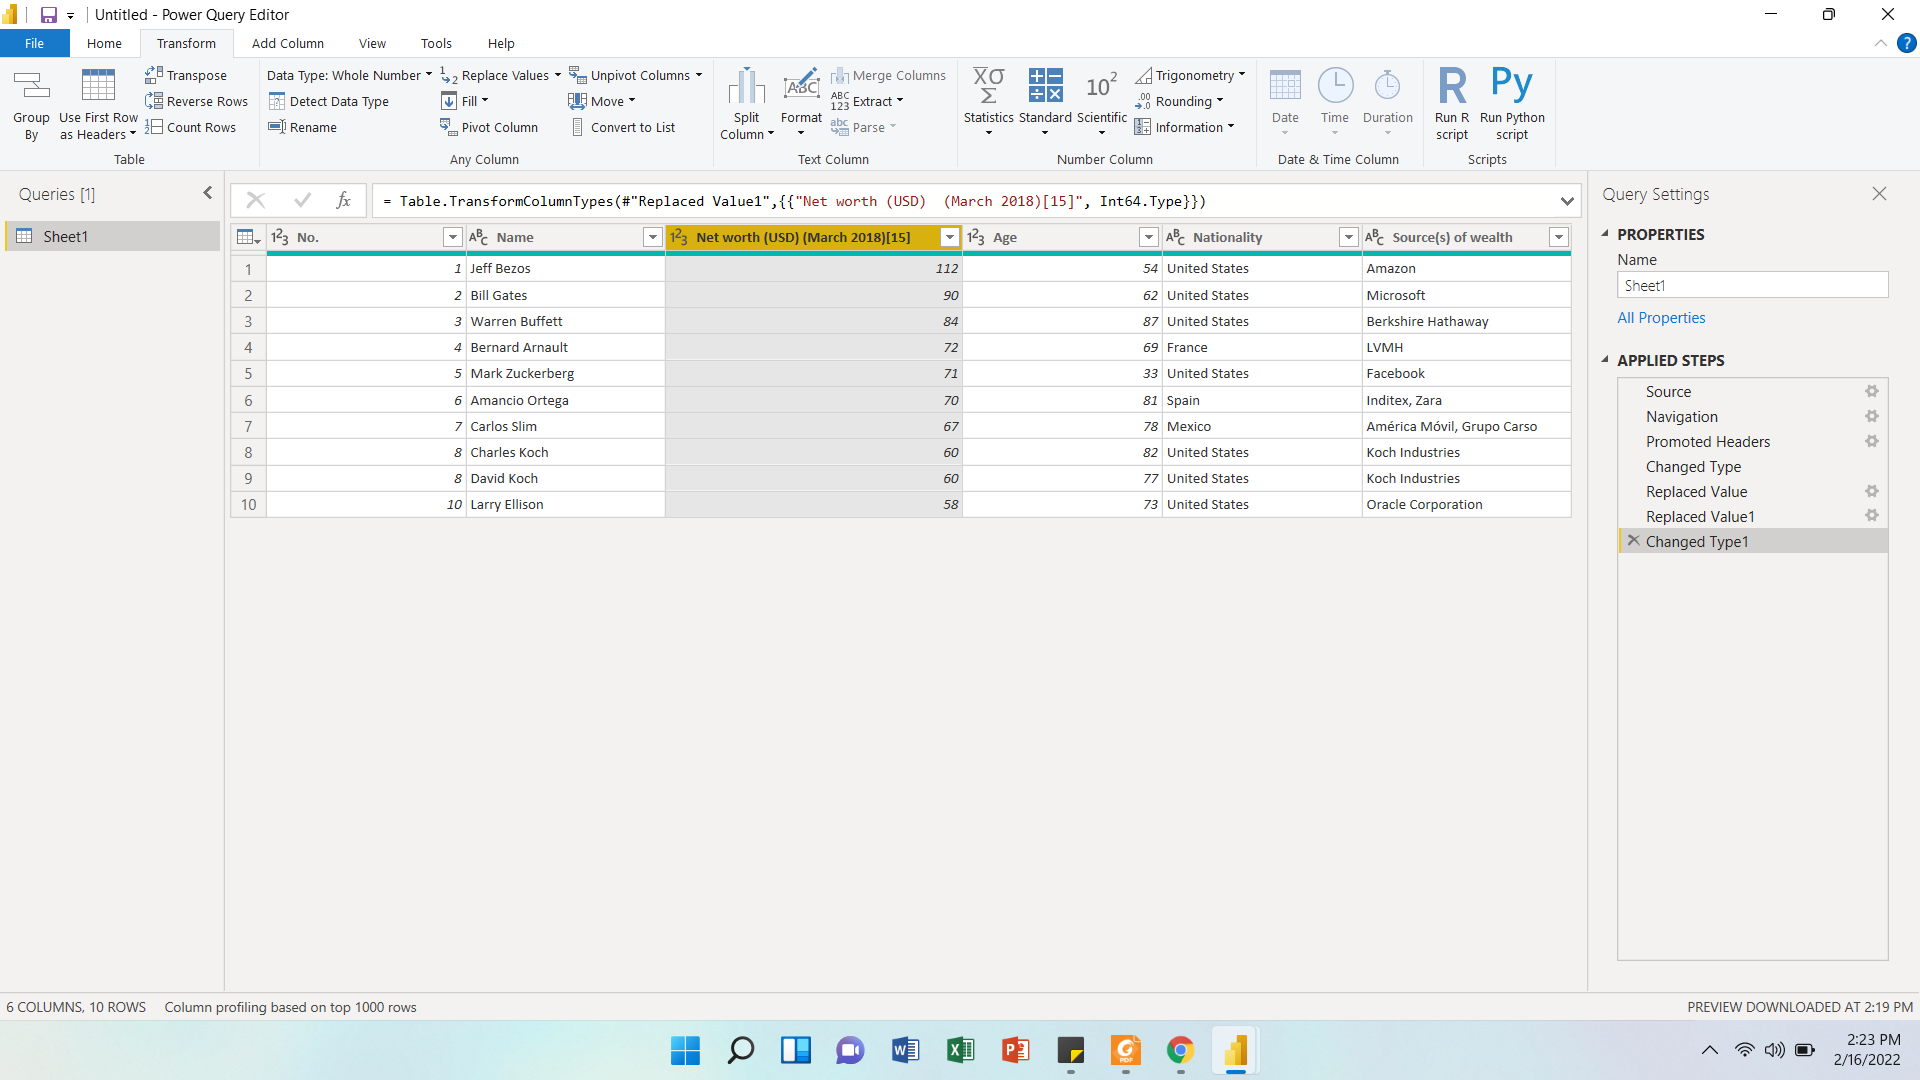 Untitled - Power Query Editor
File Home Transform Add Column View Tools Help
Group By
Use First Row as Headers
Transpose
Reverse Rows
Count Rows
Table
Data Type: Whole Number
Detect Data Type
Rename
Replace Values
Fill
Pivot Column
Unpivot Columns
Move
Convert to List
Any Column
Split Column
Format
Merge Columns
Extract
Parse
Text Column
Statistics
Standard
Scientific
Trigonometry
Rounding
Information
Number Column
Date
Time
Duration
Date & Time Column
Run R script
Run Python script
Scripts
Queries [1]
Sheet1
fx = Table.TransformColumnTypes(#"Replaced Value1",{{"Net worth (USD)  (March 2018)[15]", Int64.Type}})
No. Name Net worth (USD) (March 2018)[15] Age Nationality Source(s) of wealth
1 1 Jeff Bezos 112 54 United States Amazon
2 2 Bill Gates 90 62 United States Microsoft
3 3 Warren Buffett 84 87 United States Berkshire Hathaway
4 4 Bernard Arnault 72 69 France LVMH
5 5 Mark Zuckerberg 71 33 United States Facebook
6 6 Amancio Ortega 70 81 Spain Inditex, Zara
7 7 Carlos Slim 67 78 Mexico América Móvil, Grupo Carso
8 8 Charles Koch 60 82 United States Koch Industries
9 8 David Koch 60 77 United States Koch Industries
10 10 Larry Ellison 58 73 United States Oracle Corporation
Query Settings
PROPERTIES
Name
Sheet1
All Properties
APPLIED STEPS
Source
Navigation
Promoted Headers
Changed Type
Replaced Value
Replaced Value1
Changed Type1
6 COLUMNS, 10 ROWS Column profiling based on top 1000 rows
PREVIEW DOWNLOADED AT 2:19 PM
2:23 PM
2/16/2022